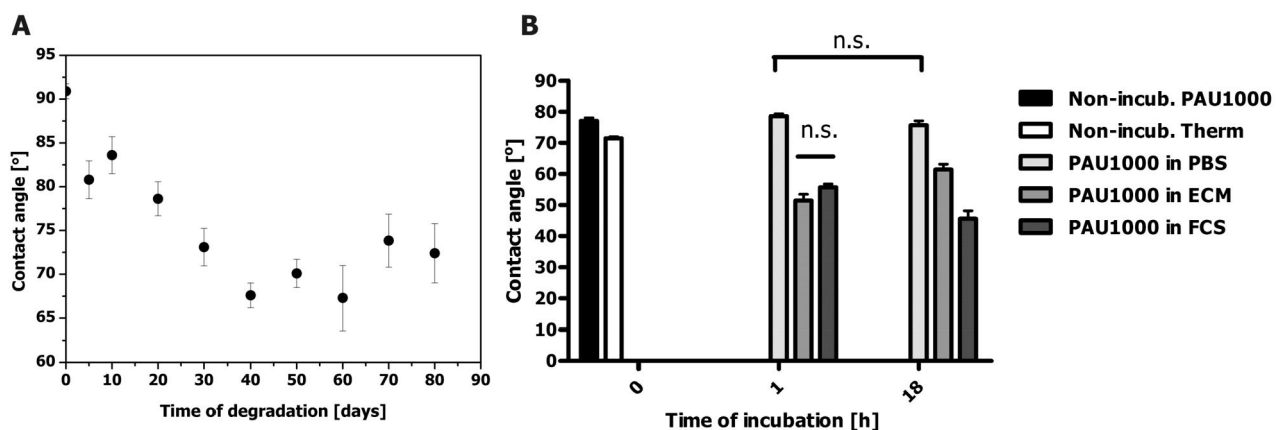 A
95
90
85
80
75
70
65
60
Contact angle [°]
0 10 20 30 40 50 60 70 80 90
Time of degradation [days]
B
n.s.
n.s.
90
80
70
60
50
40
30
20
10
0
Contact angle [°]
0 1 18
Time of incubation [h]
Non-incub. PAU1000
Non-incub. Therm
PAU1000 in PBS
PAU1000 in ECM
PAU1000 in FCS